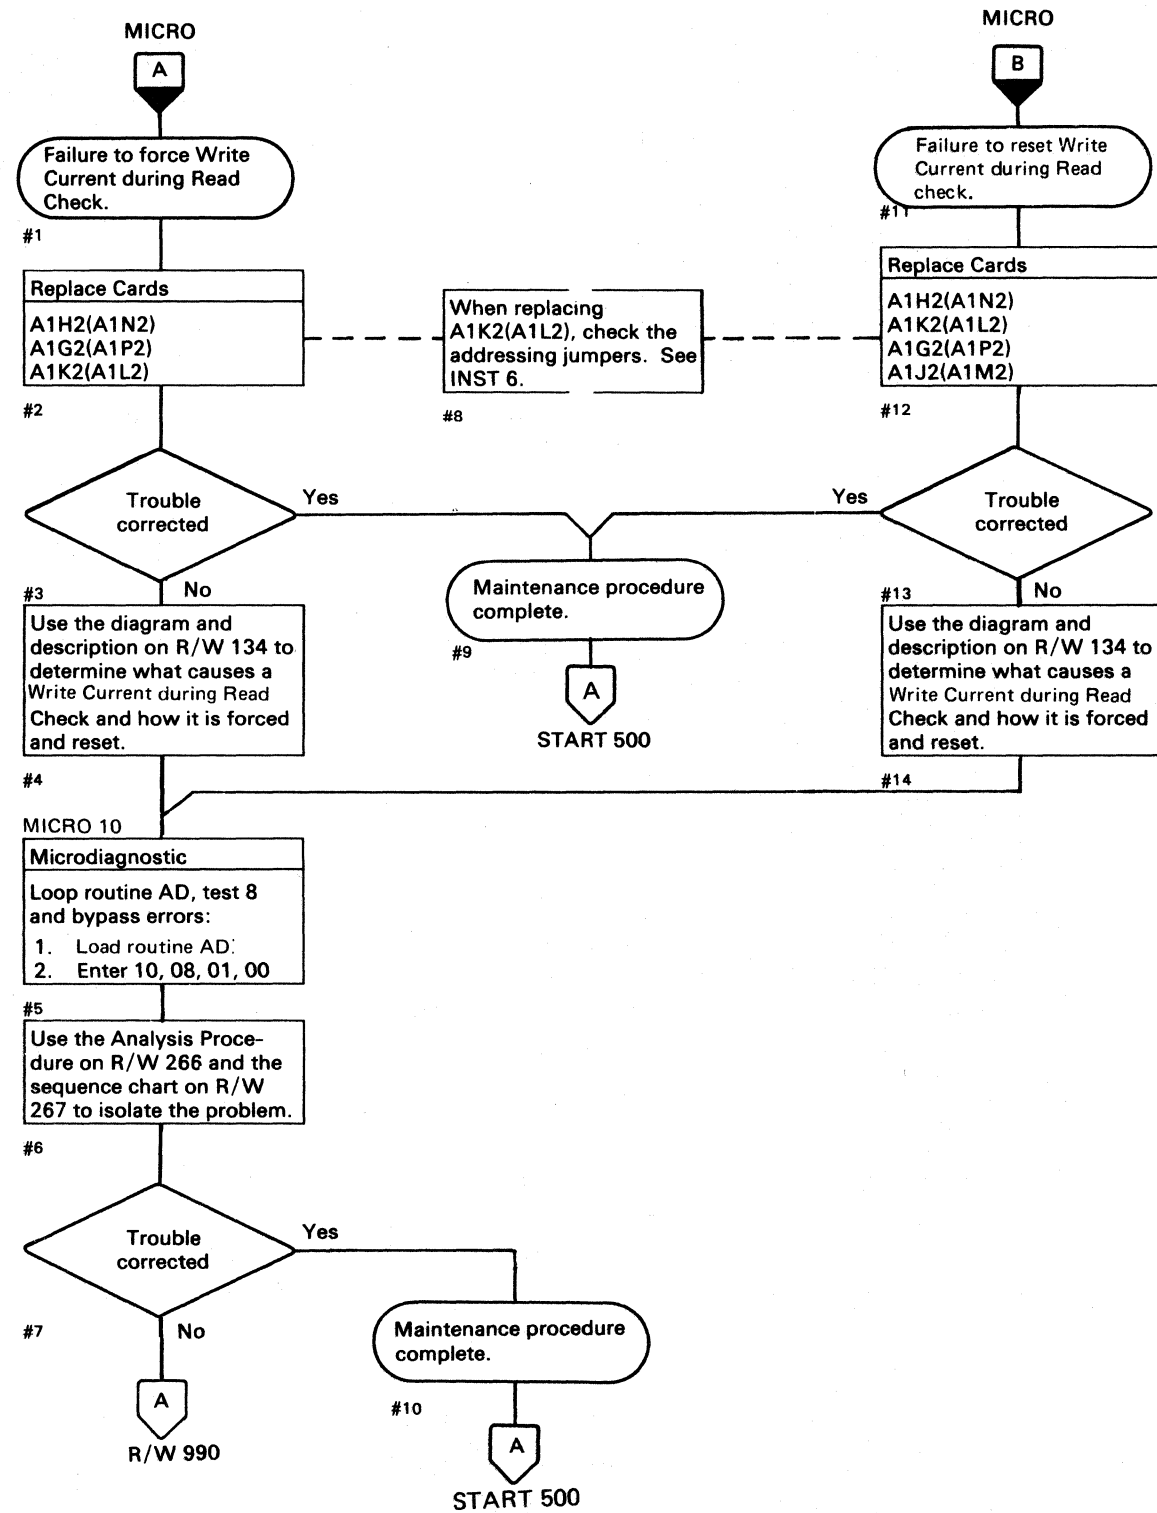 MICRO
A
Failure to force Write
Current during Read
Check.
#1
Replace Cards
A1H2(A1N2)
A1G2(A1P2)
A1K2(A1L2)
#2
When replacing
A1K2(A1L2), check the
addressing jumpers. See
INST 6.
#8
MICRO
B
Failure to reset Write
Current during Read
check.
#11
Replace Cards
A1H2(A1N2)
A1K2(A1L2)
A1G2(A1P2)
A1J2(A1M2)
#12
Trouble
corrected
Yes
#3
No
Yes
Trouble
corrected
#13
No
Maintenance procedure
complete.
#9
A
START 500
Use the diagram and
description on R/W 134 to
determine what causes a
Write Current during Read
Check and how it is forced
and reset.
#4
Use the diagram and
description on R/W 134 to
determine what causes a
Write Current during Read
Check and how it is forced
and reset.
#14
MICRO 10
Microdiagnostic
Loop routine AD, test 8
and bypass errors:
1. Load routine AD.
2. Enter 10, 08, 01, 00
#5
Use the Analysis Proce-
dure on R/W 266 and the
sequence chart on R/W
267 to isolate the problem.
#6
Trouble
corrected
Yes
#7
No
A
R/W 990
Maintenance procedure
complete.
#10
A
START 500